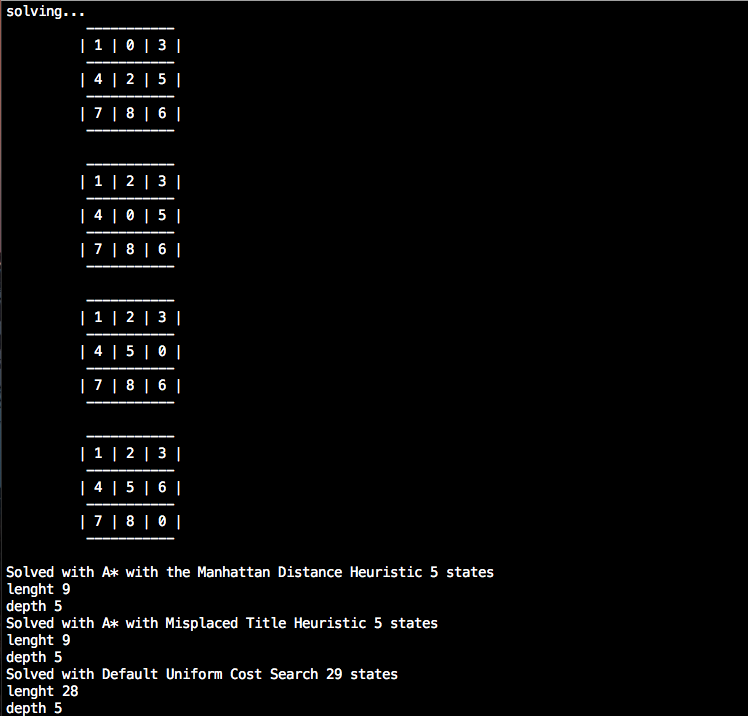 solving...
-----------
| 1 | 0 | 3 |
-----------
| 4 | 2 | 5 |
-----------
| 7 | 8 | 6 |
-----------
-----------
| 1 | 2 | 3 |
-----------
| 4 | 0 | 5 |
-----------
| 7 | 8 | 6 |
-----------
-----------
| 1 | 2 | 3 |
-----------
| 4 | 5 | 0 |
-----------
| 7 | 8 | 6 |
-----------
-----------
| 1 | 2 | 3 |
-----------
| 4 | 5 | 6 |
-----------
| 7 | 8 | 0 |
-----------
Solved with A* with the Manhattan Distance Heuristic 5 states
lenght 9
depth 5
Solved with A* with Misplaced Title Heuristic 5 states
lenght 9
depth 5
Solved with Default Uniform Cost Search 29 states
lenght 28
depth 5